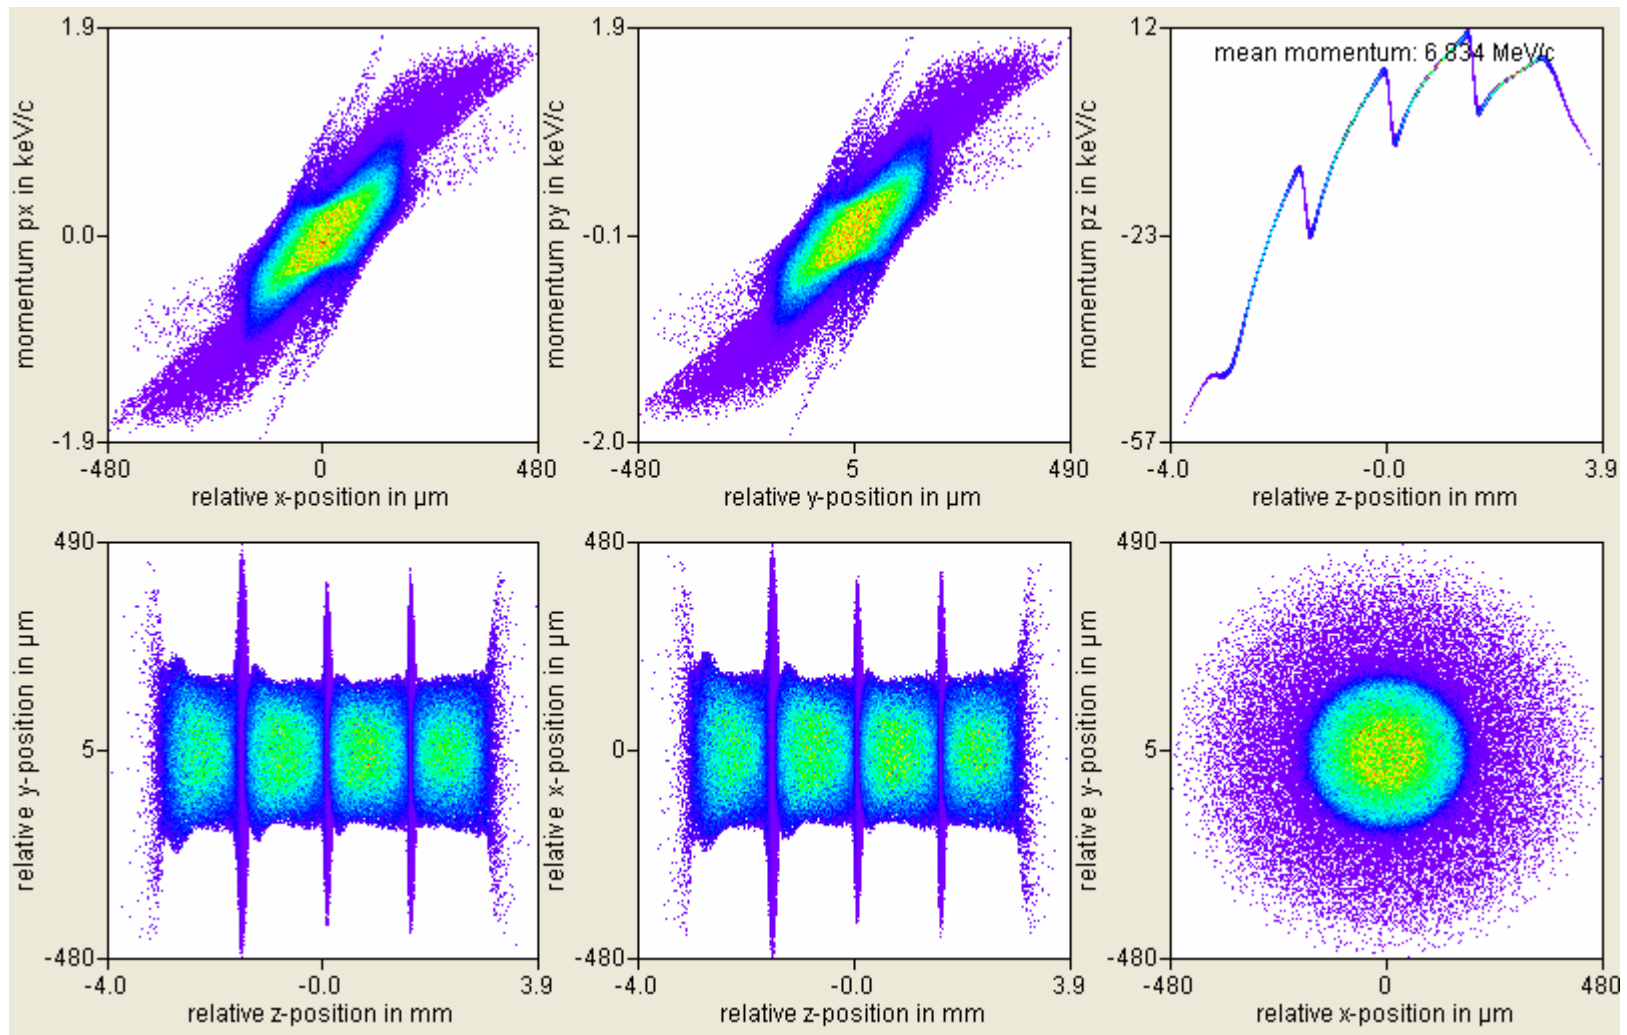 1.9
0.0
-1.9
momentum px in keV/c
-480
0
480
relative x-position in µm
1.9
-0.1
-2.0
momentum py in keV/c
-480
5
490
relative y-position in µm
12
-23
-57
momentum pz in keV/c
mean momentum: 6.834 MeV/c
-4.0
-0.0
3.9
relative z-position in mm
490
5
-480
relative y-position in µm
-4.0
-0.0
3.9
relative z-position in mm
480
0
-480
relative x-position in µm
-4.0
-0.0
3.9
relative z-position in mm
490
5
-480
relative y-position in µm
-480
0
480
relative x-position in µm